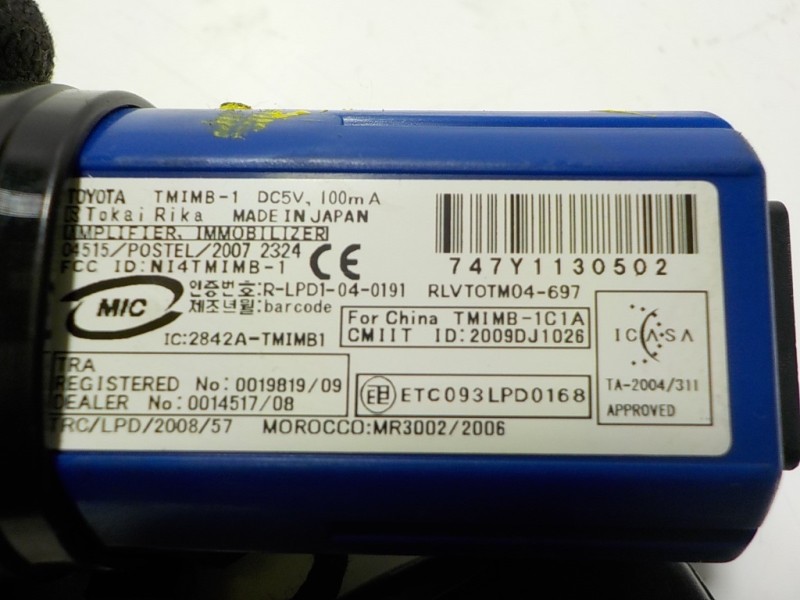 TOYOTA TMIMB-1 DC5V, 100mA
Tokai Rika MADE IN JAPAN
AMPLIFIER, IMMOBILIZER
04515/POSTEL/2007 2324
FCC ID:NI4TMIMB-1
CE
747Y1130502
MIC
인증번호:R-LPD1-04-0191 RLVTOTM04-697
제조년월:barcode
IC:2842A-TMIMB1
For China TMIMB-1C1A
CMIIT ID:2009DJ1026
ICASA
TA-2004/311
APPROVED
TRA
REGISTERED No:0019819/09
DEALER No:0014517/08
ETC093LPD0168
TRC/LPD/2008/57 MOROCCO:MR3002/2006